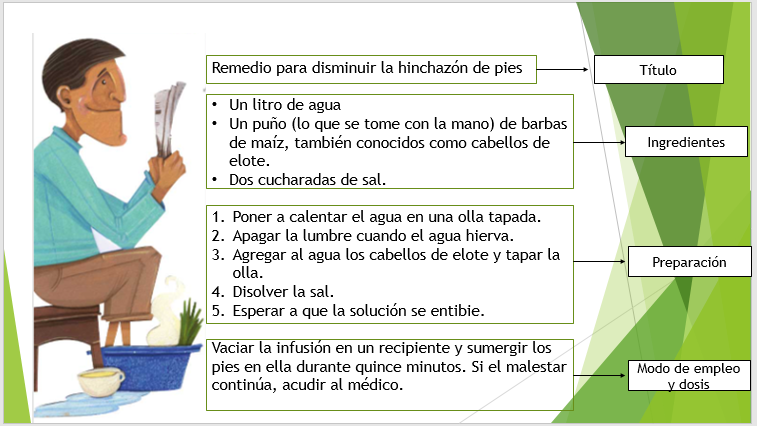 Remedio para disminuir la hinchazón de pies
Título
• Un litro de agua
• Un puño (lo que se tome con la mano) de barbas
de maíz, también conocidos como cabellos de
elote.
• Dos cucharadas de sal.
Ingredientes
1. Poner a calentar el agua en una olla tapada.
2. Apagar la lumbre cuando el agua hierva.
3. Agregar al agua los cabellos de elote y tapar la
olla.
4. Disolver la sal.
5. Esperar a que la solución se entibie.
Preparación
Vaciar la infusión en un recipiente y sumergir los
pies en ella durante quince minutos. Si el malestar
continúa, acudir al médico.
Modo de empleo
y dosis